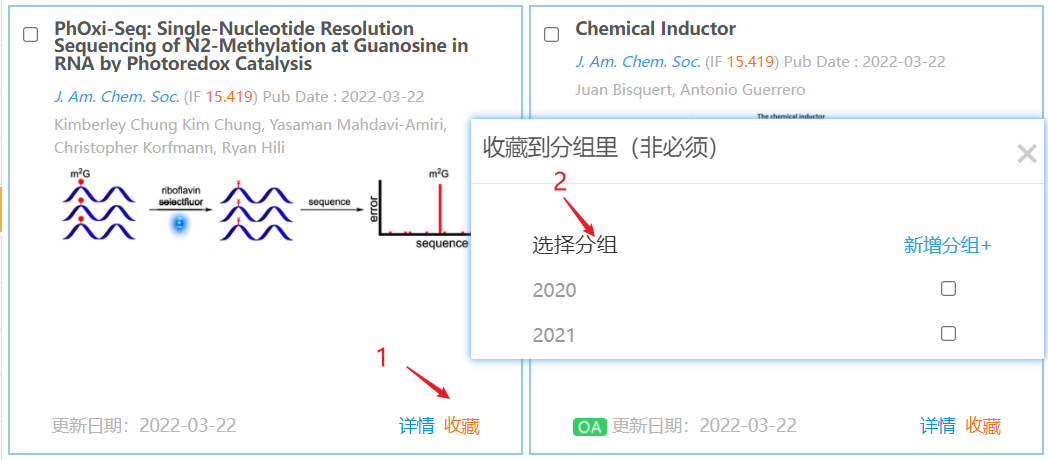 PhOxi-Seq: Single-Nucleotide Resolution
Sequencing of N2-Methylation at Guanosine in
RNA by Photoredox Catalysis
J. Am. Chem. Soc. (IF 15.419) Pub Date : 2022-03-22
Kimberley Chung Kim Chung, Yasaman Mahdavi-Amiri,
Christopher Korfmann, Ryan Hili
m²G
riboflavin
selectfluor
x
x
x
sequence
m²G
error
sequence
1
更新日期：2022-03-22
详情 收藏
Chemical Inductor
J. Am. Chem. Soc. (IF 15.419) Pub Date : 2022-03-22
Juan Bisquert, Antonio Guerrero
The chemical inductor
收藏到分组里（非必须）
×
2
选择分组
新增分组+
2020
2021
OA 更新日期：2022-03-22
详情 收藏